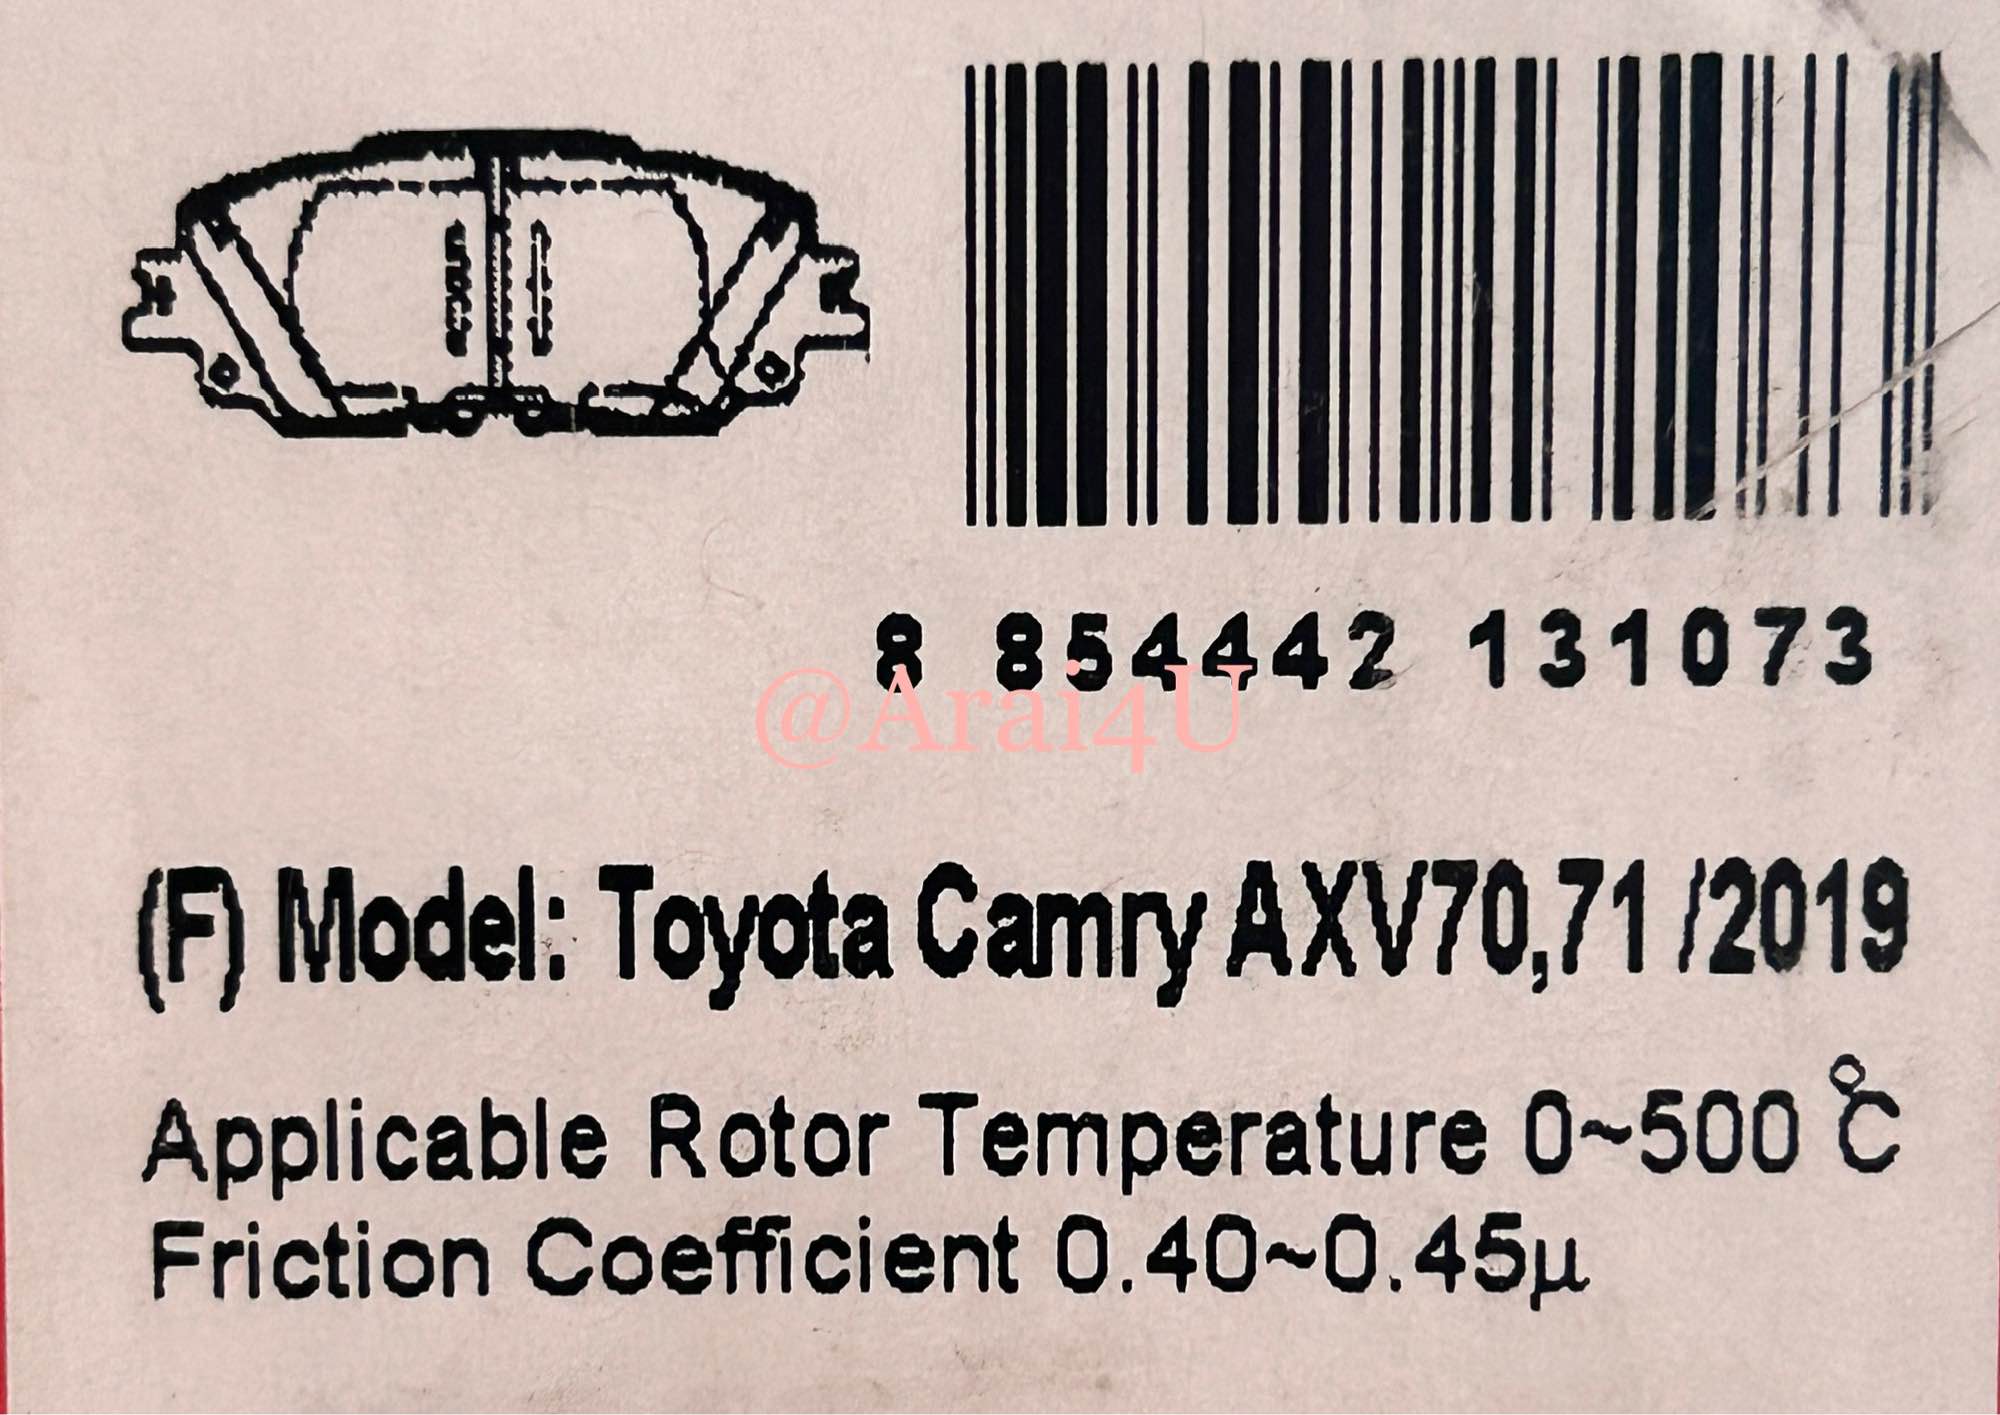 8 854442 131073
@Arai4U
(F) Model: Toyota Camry AXV70,71 /2019
Applicable Rotor Temperature 0~500 ℃
Friction Coefficient 0.40~0.45µ